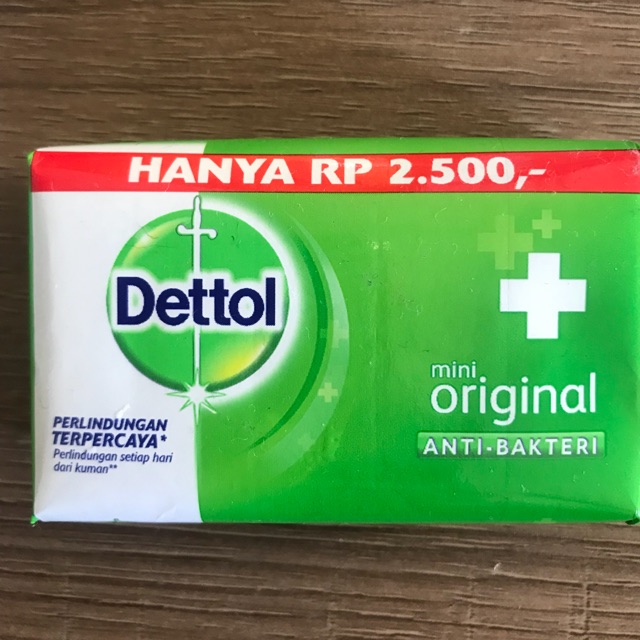 HANYA RP 2.500,-
Dettol
mini
original
ANTI-BAKTERI
PERLINDUNGAN
TERPERCAYA*
Perlindungan setiap hari
dari kuman**